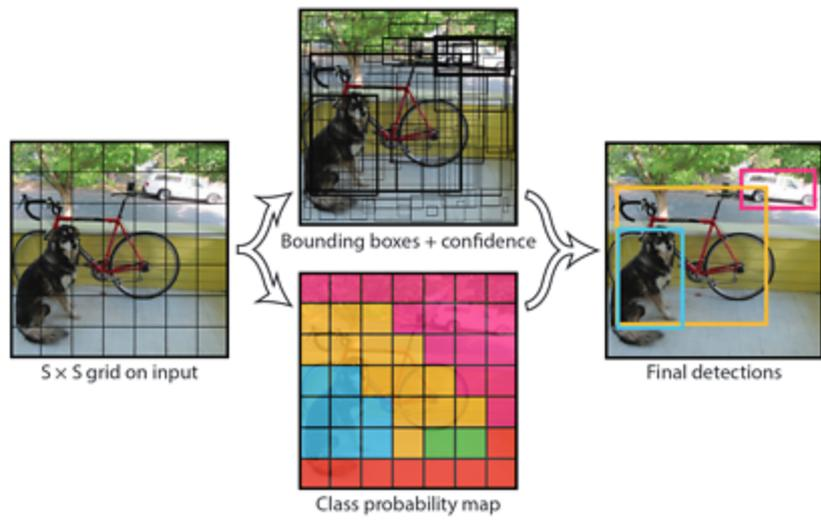 Bounding boxes + confidence
S × S grid on input
Final detections
Class probability map